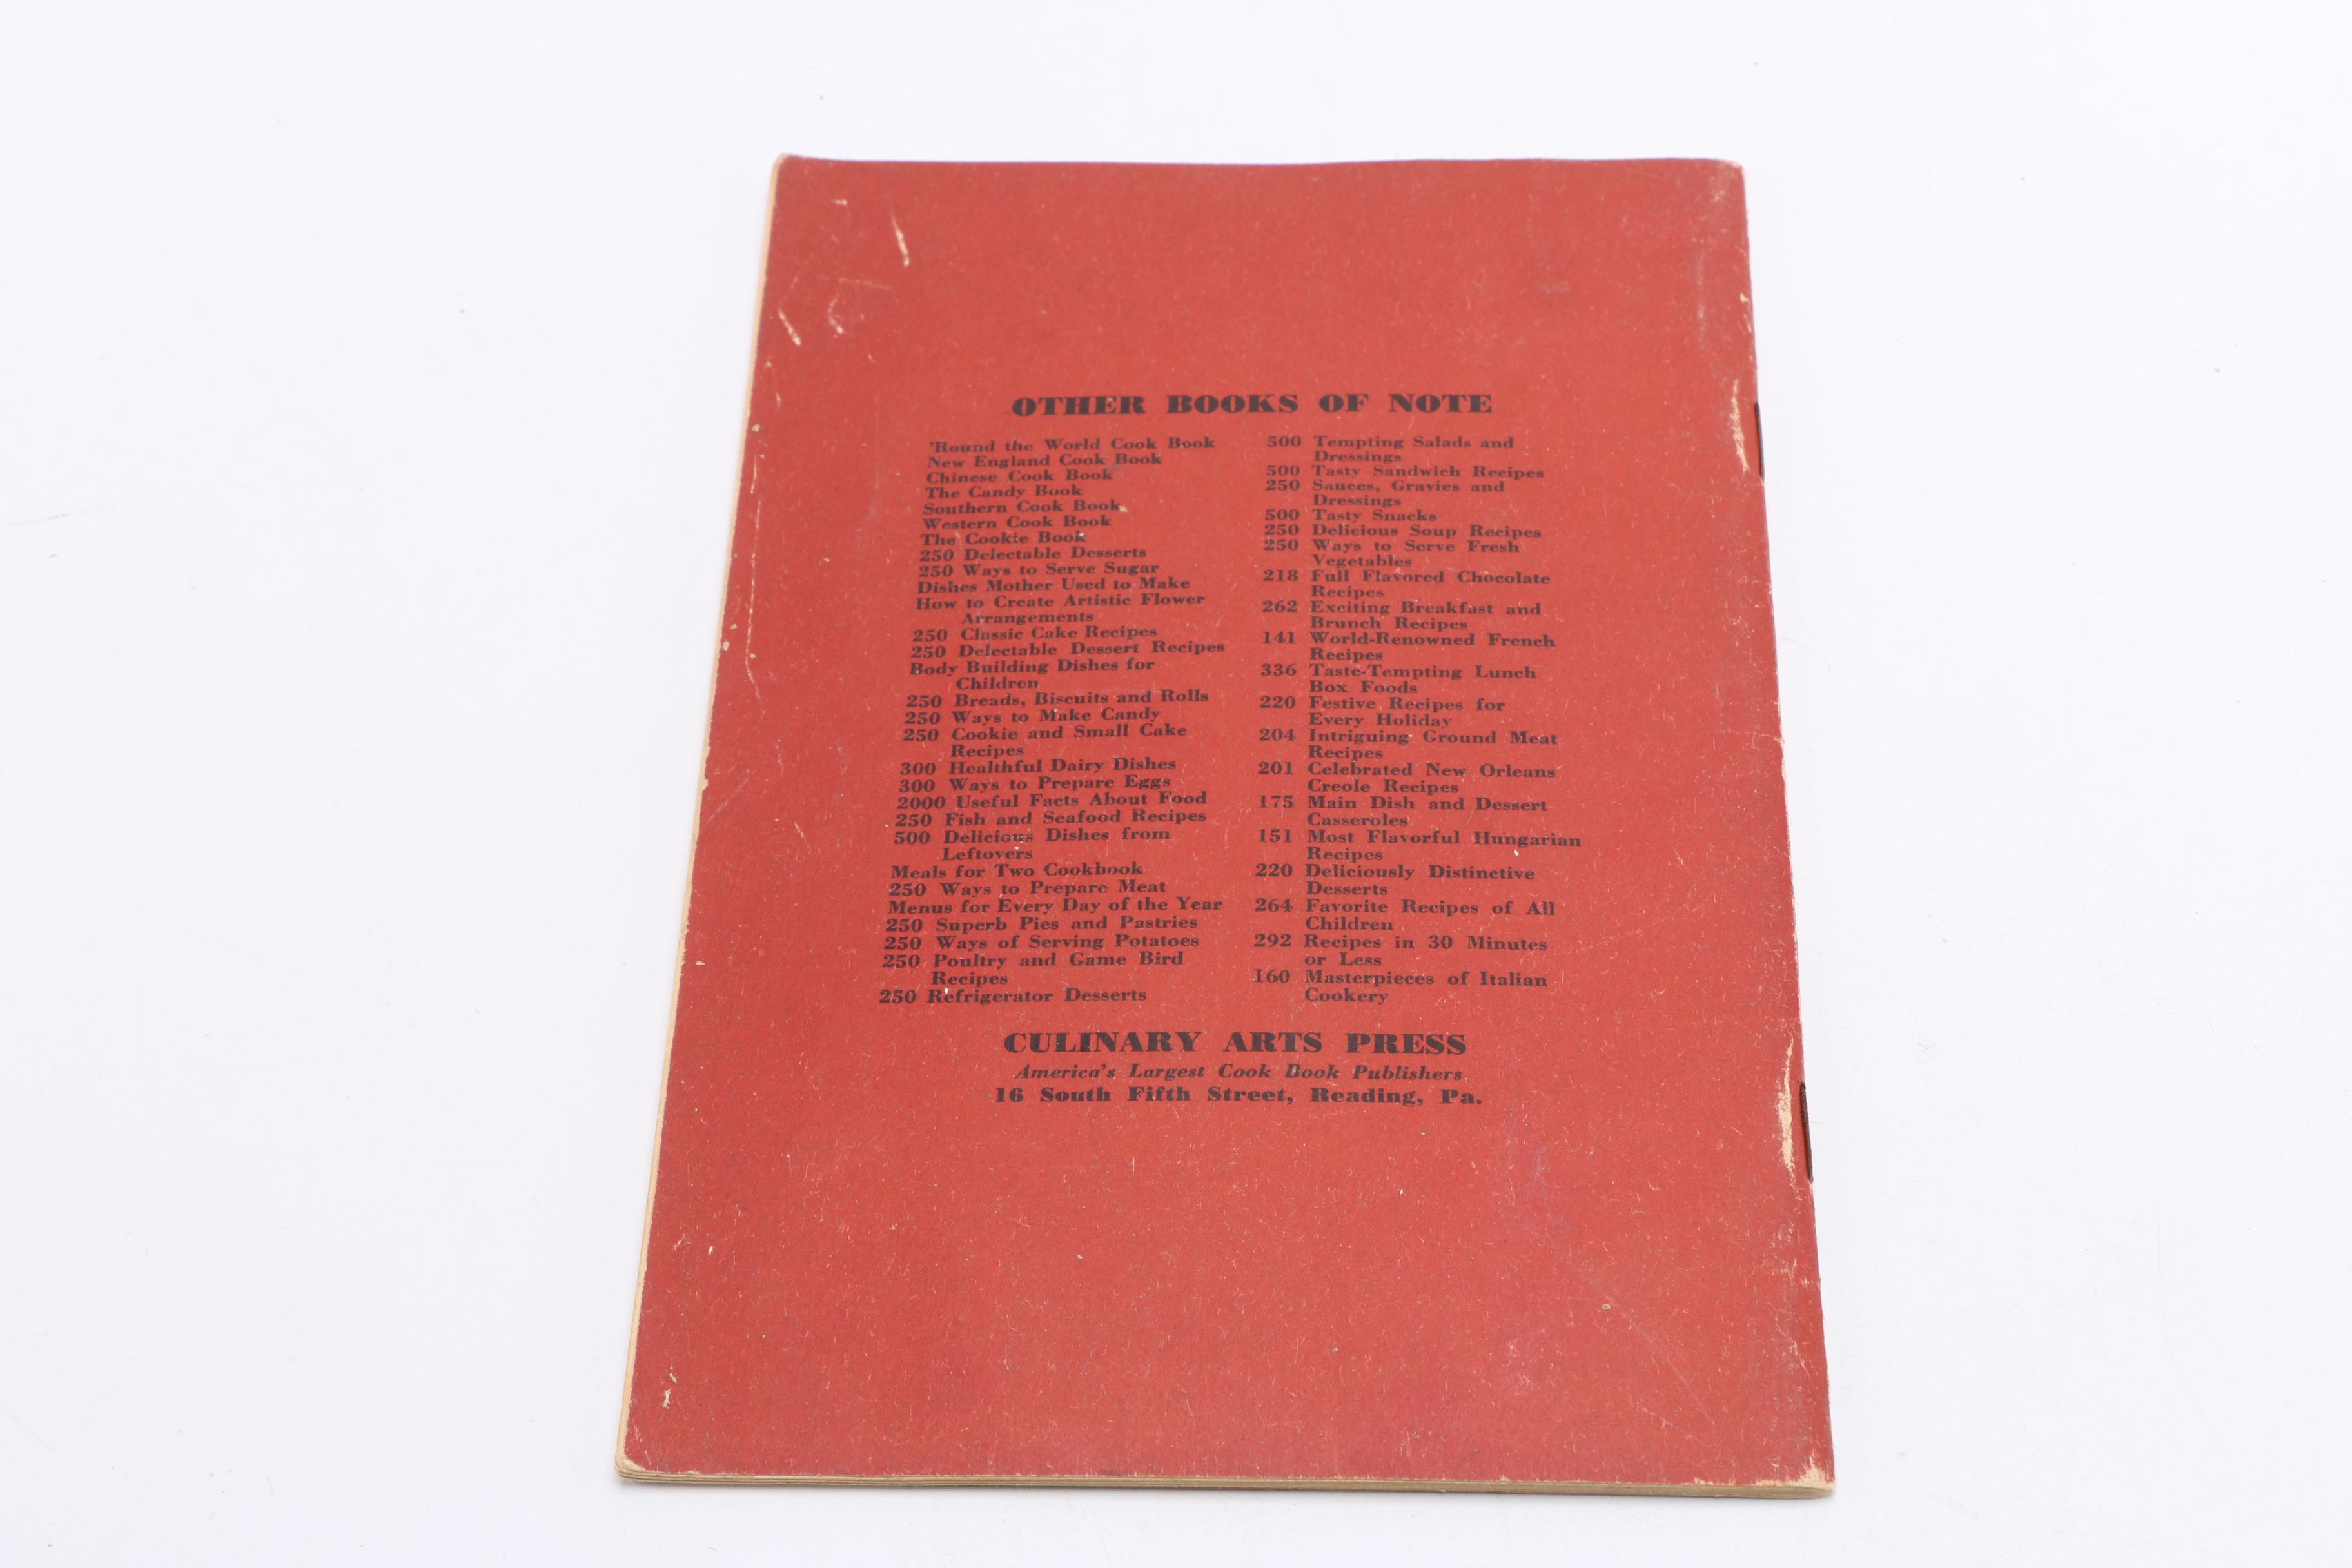 OTHER BOOKS OF NOTE
'Round the World Cook Book
New England Cook Book
Chinese Cook Book
The Candy Book
Southern Cook Book
Western Cook Book
The Cookie Book
250 Delectable Desserts
250 Ways to Serve Sugar
Dishes Mother Used to Make
How to Create Artistic Flower
Arrangements
250 Classic Cake Recipes
250 Delectable Dessert Recipes
Body Building Dishes for
Children
250 Breads, Biscuits and Rolls
250 Ways to Make Candy
250 Cookie and Small Cake
Recipes
300 Healthful Dairy Dishes
300 Ways to Prepare Eggs
2000 Useful Facts About Food
250 Fish and Seafood Recipes
500 Delicious Dishes from
Leftovers
Meals for Two Cookbook
250 Ways to Prepare Meat
Menus for Every Day of the Year
250 Superb Pies and Pastries
250 Ways of Serving Potatoes
250 Poultry and Game Bird
Recipes
250 Refrigerator Desserts
500 Tempting Salads and
Dressings
500 Tasty Sandwich Recipes
250 Sauces, Gravies and
Dressings
500 Tasty Snacks
250 Delicious Soup Recipes
250 Ways to Serve Fresh
Vegetables
218 Full Flavored Chocolate
Recipes
262 Exciting Breakfast and
Brunch Recipes
141 World-Renowned French
Recipes
336 Taste-Tempting Lunch
Box Foods
220 Festive Recipes for
Every Holiday
204 Intriguing Ground Meat
Recipes
201 Celebrated New Orleans
Creole Recipes
175 Main Dish and Dessert
Casseroles
151 Most Flavorful Hungarian
Recipes
220 Deliciously Distinctive
Desserts
264 Favorite Recipes of All
Children
292 Recipes in 30 Minutes
or Less
160 Masterpieces of Italian
Cookery
CULINARY ARTS PRESS
America's Largest Cook Book Publishers
16 South Fifth Street, Reading, Pa.